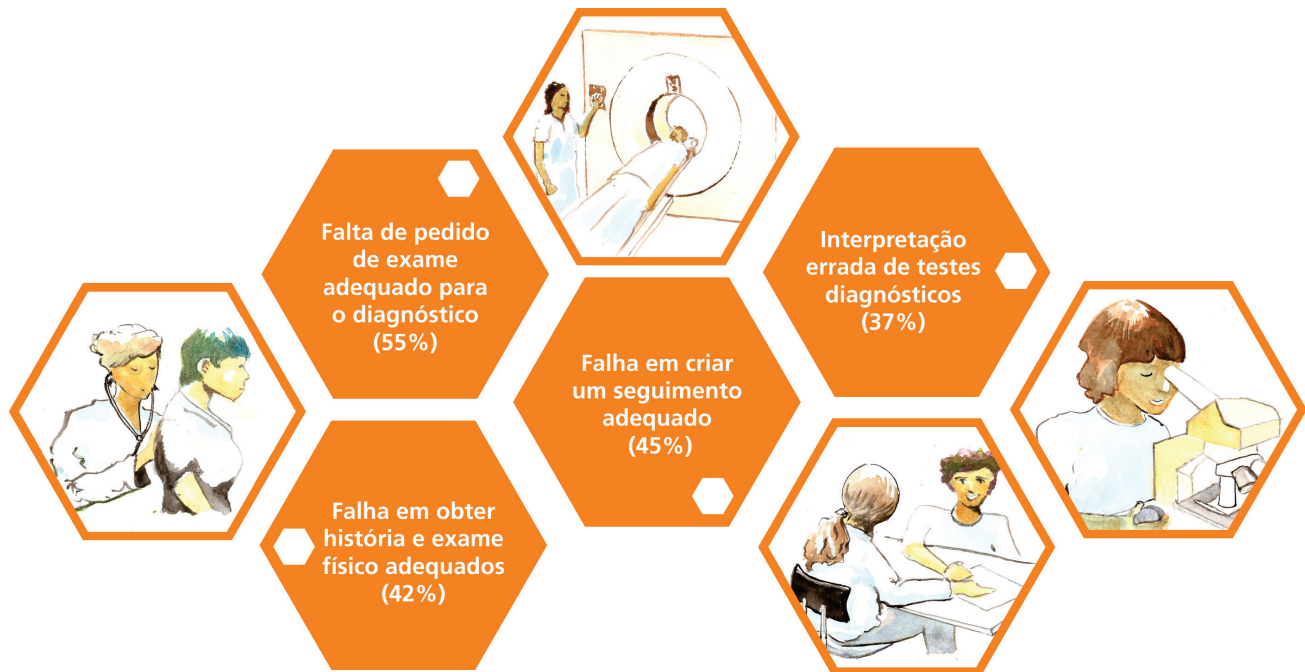 Falta de pedido
de exame
adequado para
o diagnóstico
(55%)
Interpretação
errada de testes
diagnósticos
(37%)
Falha em criar
um seguimento
adequado
(45%)
Falha em obter
história e exame
físico adequados
(42%)